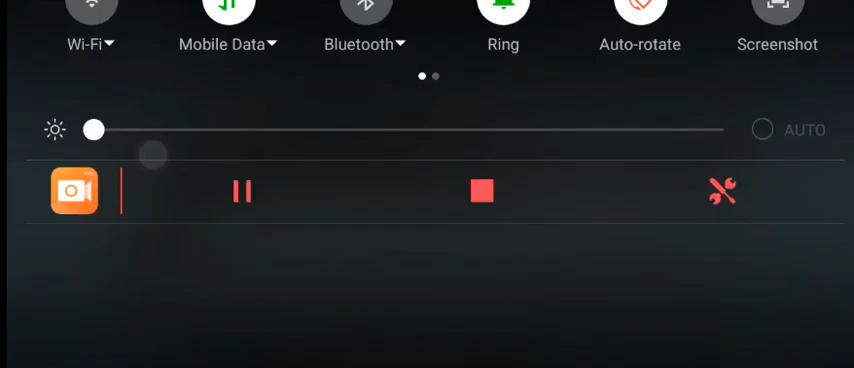 Wi-Fi
Mobile Data
Bluetooth
Ring
Auto-rotate
Screenshot
AUTO